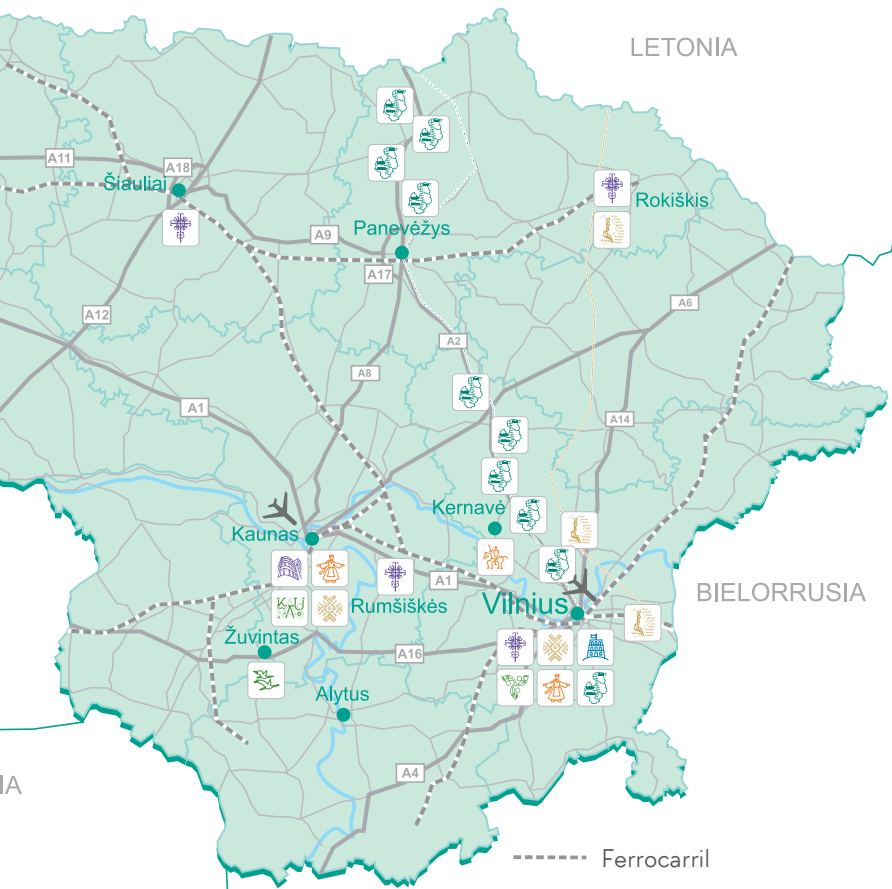 LETONIA
A11
A18
Šiauliai
Rokiškis
Panevėžys
A9
A17
A6
A12
A2
A8
A1
A14
Kernavė
Kaunas
A1
BIELORRUSIA
KAU
Rumšiškės
Vilnius
Žuvintas
A16
Alytus
A4
IA
Ferrocarril